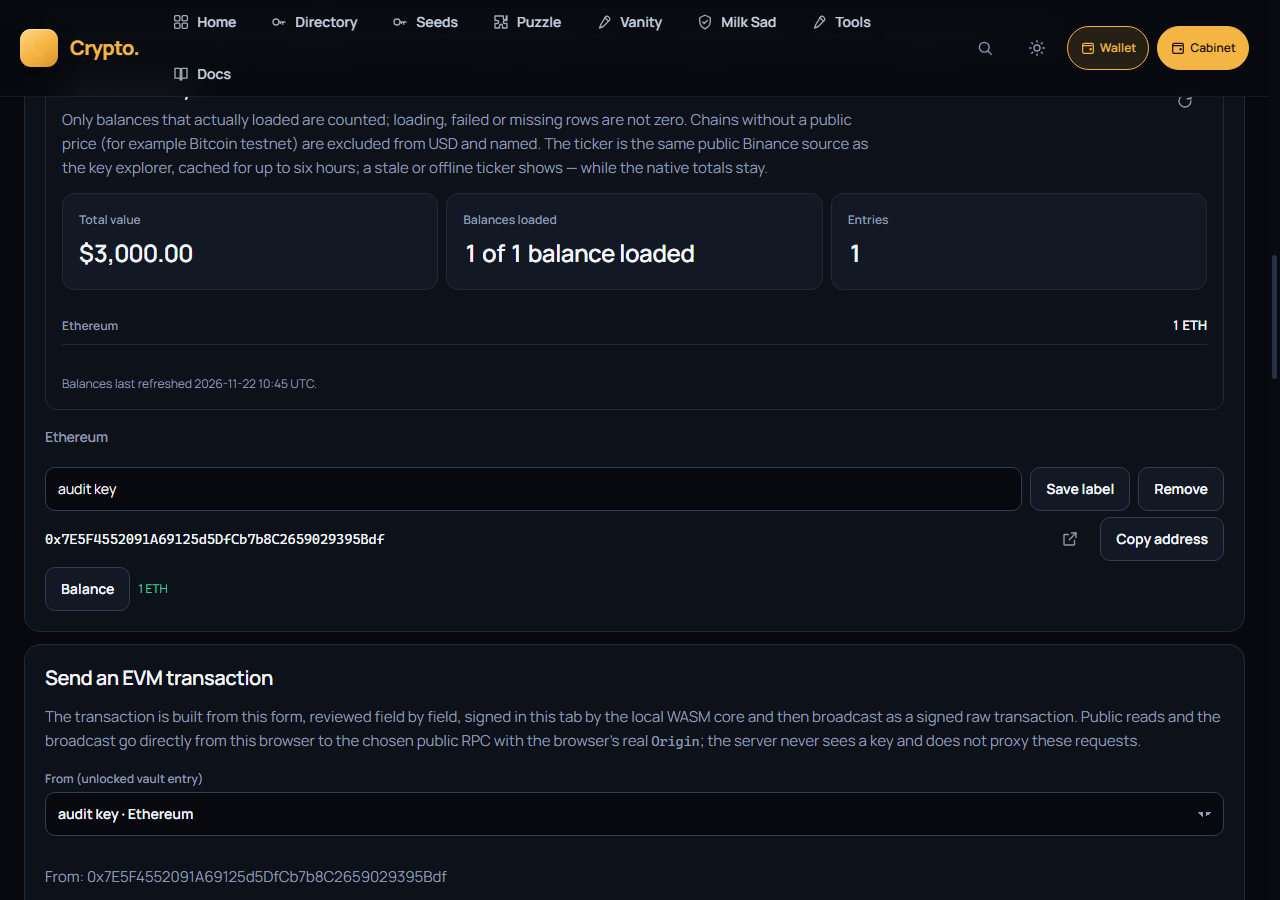 Crypto.
Home
Directory
Seeds
Puzzle
Vanity
Milk Sad
Tools
Docs
Wallet
Cabinet
Only balances that actually loaded are counted; loading, failed or missing rows are not zero. Chains without a public
price (for example Bitcoin testnet) are excluded from USD and named. The ticker is the same public Binance source as
the key explorer, cached for up to six hours; a stale or offline ticker shows — while the native totals stay.
Total value
$3,000.00
Balances loaded
1 of 1 balance loaded
Entries
1
Ethereum
1 ETH
Balances last refreshed 2026-11-22 10:45 UTC.
Ethereum
audit key
Save label
Remove
0x7E5F4552091A69125d5DfCb7b8C2659029395Bdf
Copy address
Balance
1 ETH
Send an EVM transaction
The transaction is built from this form, reviewed field by field, signed in this tab by the local WASM core and then broadcast as a signed raw transaction. Public reads and the
broadcast go directly from this browser to the chosen public RPC with the browser's real Origin; the server never sees a key and does not proxy these requests.
From (unlocked vault entry)
audit key · Ethereum
From: 0x7E5F4552091A69125d5DfCb7b8C2659029395Bdf